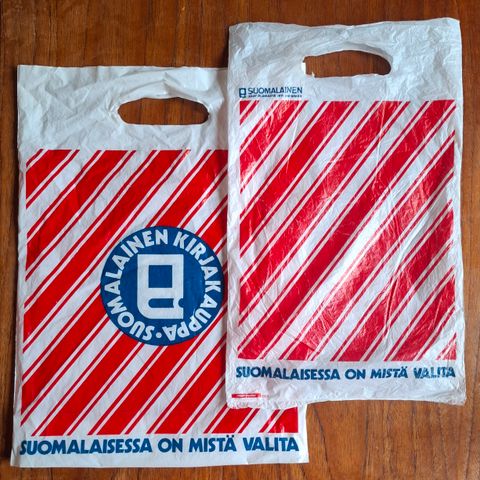 SUOMALAINEN
SUOMALAINEN KIRJAKAUPPA •
SUOMALAISESSA ON MISTÄ VALITA
SUOMALAISESSA ON MISTÄ VALITA